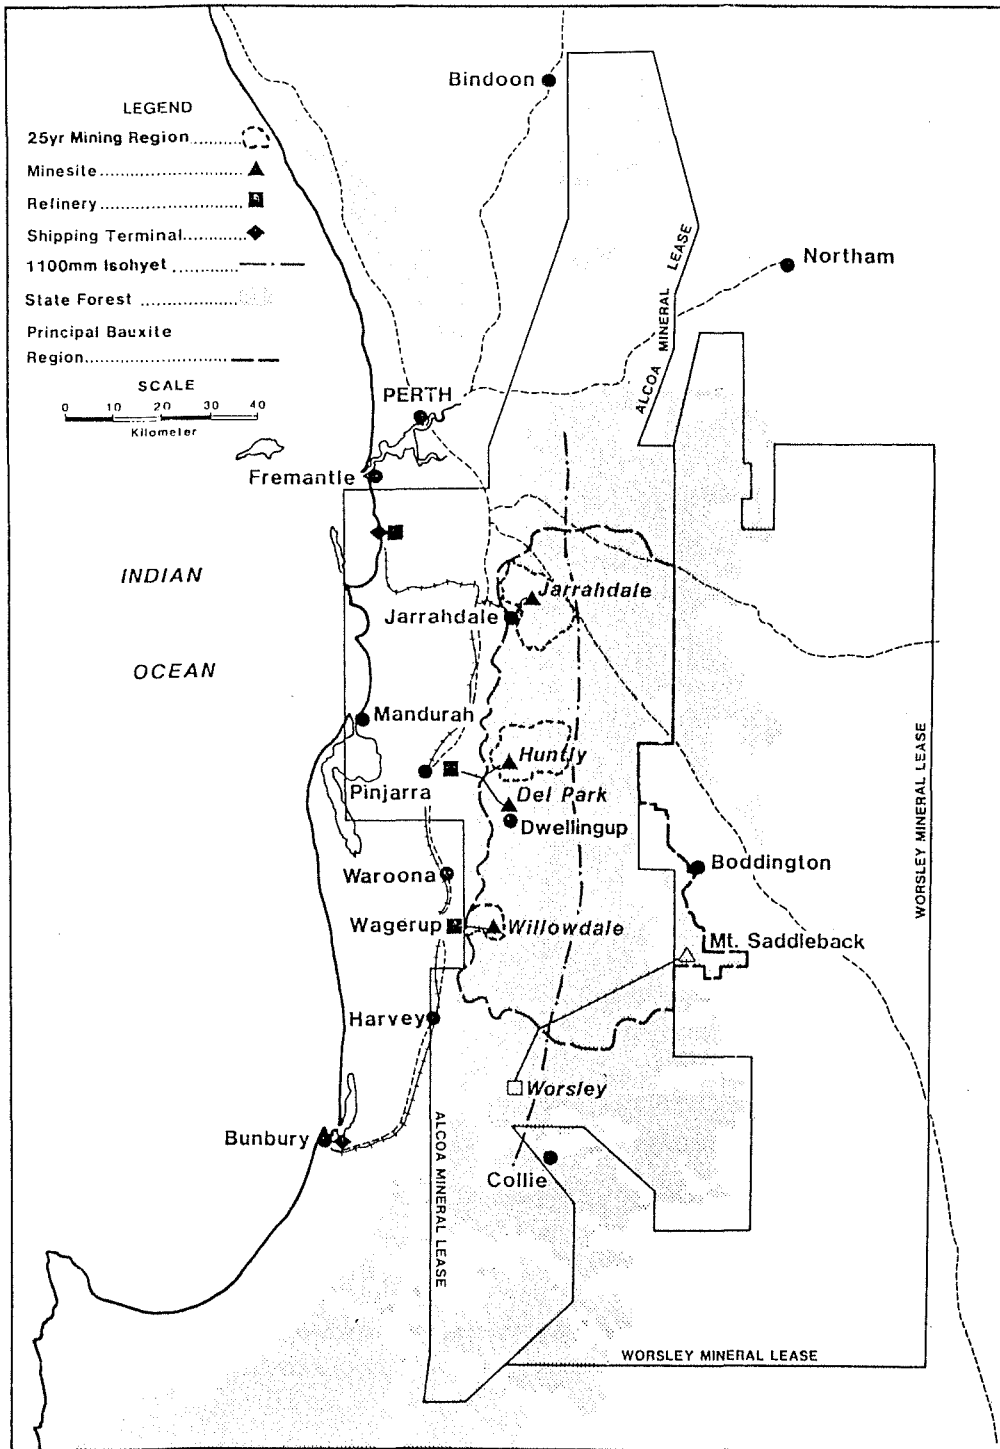 Bindoon
LEGEND
25yr Mining Region
Minesite
Refinery
Shipping Terminal
1100mm Isohyet
State Forest
Principal Bauxite
Region
SCALE
0 10 20 30 40
Kilometer
Northam
ALCOA MINERAL LEASE
PERTH
Fremantle
INDIAN
OCEAN
Jarrahdale
Jarrahdale
Mandurah
Huntly
Pinjarra
Del Park
Dwellingup
Waroona
Boddington
WORSLEY MINERAL LEASE
Wagerup
Willowdale
Mt. Saddleback
Harvey
Worsley
Bunbury
ALCOA MINERAL LEASE
Collie
WORSLEY MINERAL LEASE